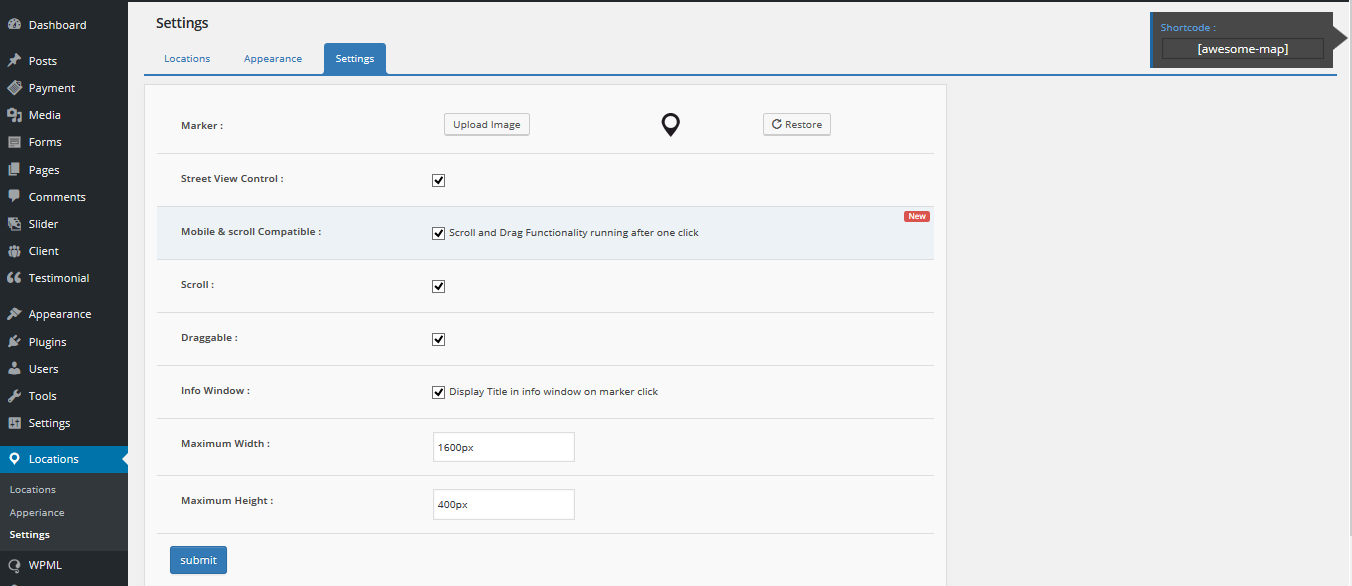 Dashboard
Posts
Payment
Media
Forms
Pages
Comments
Slider
Client
Testimonial
Appearance
Plugins
Users
Tools
Settings
Locations
Locations
Apperiance
Settings
WPML
Settings
Locations
Appearance
Settings
Shortcode :
[awesome-map]
Marker :
Upload Image
Restore
Street View Control :
New
Mobile & scroll Compatible :
Scroll and Drag Functionality running after one click
Scroll :
Draggable :
Info Window :
Display Title in info window on marker click
Maximum Width :
1600px
Maximum Height :
400px
submit